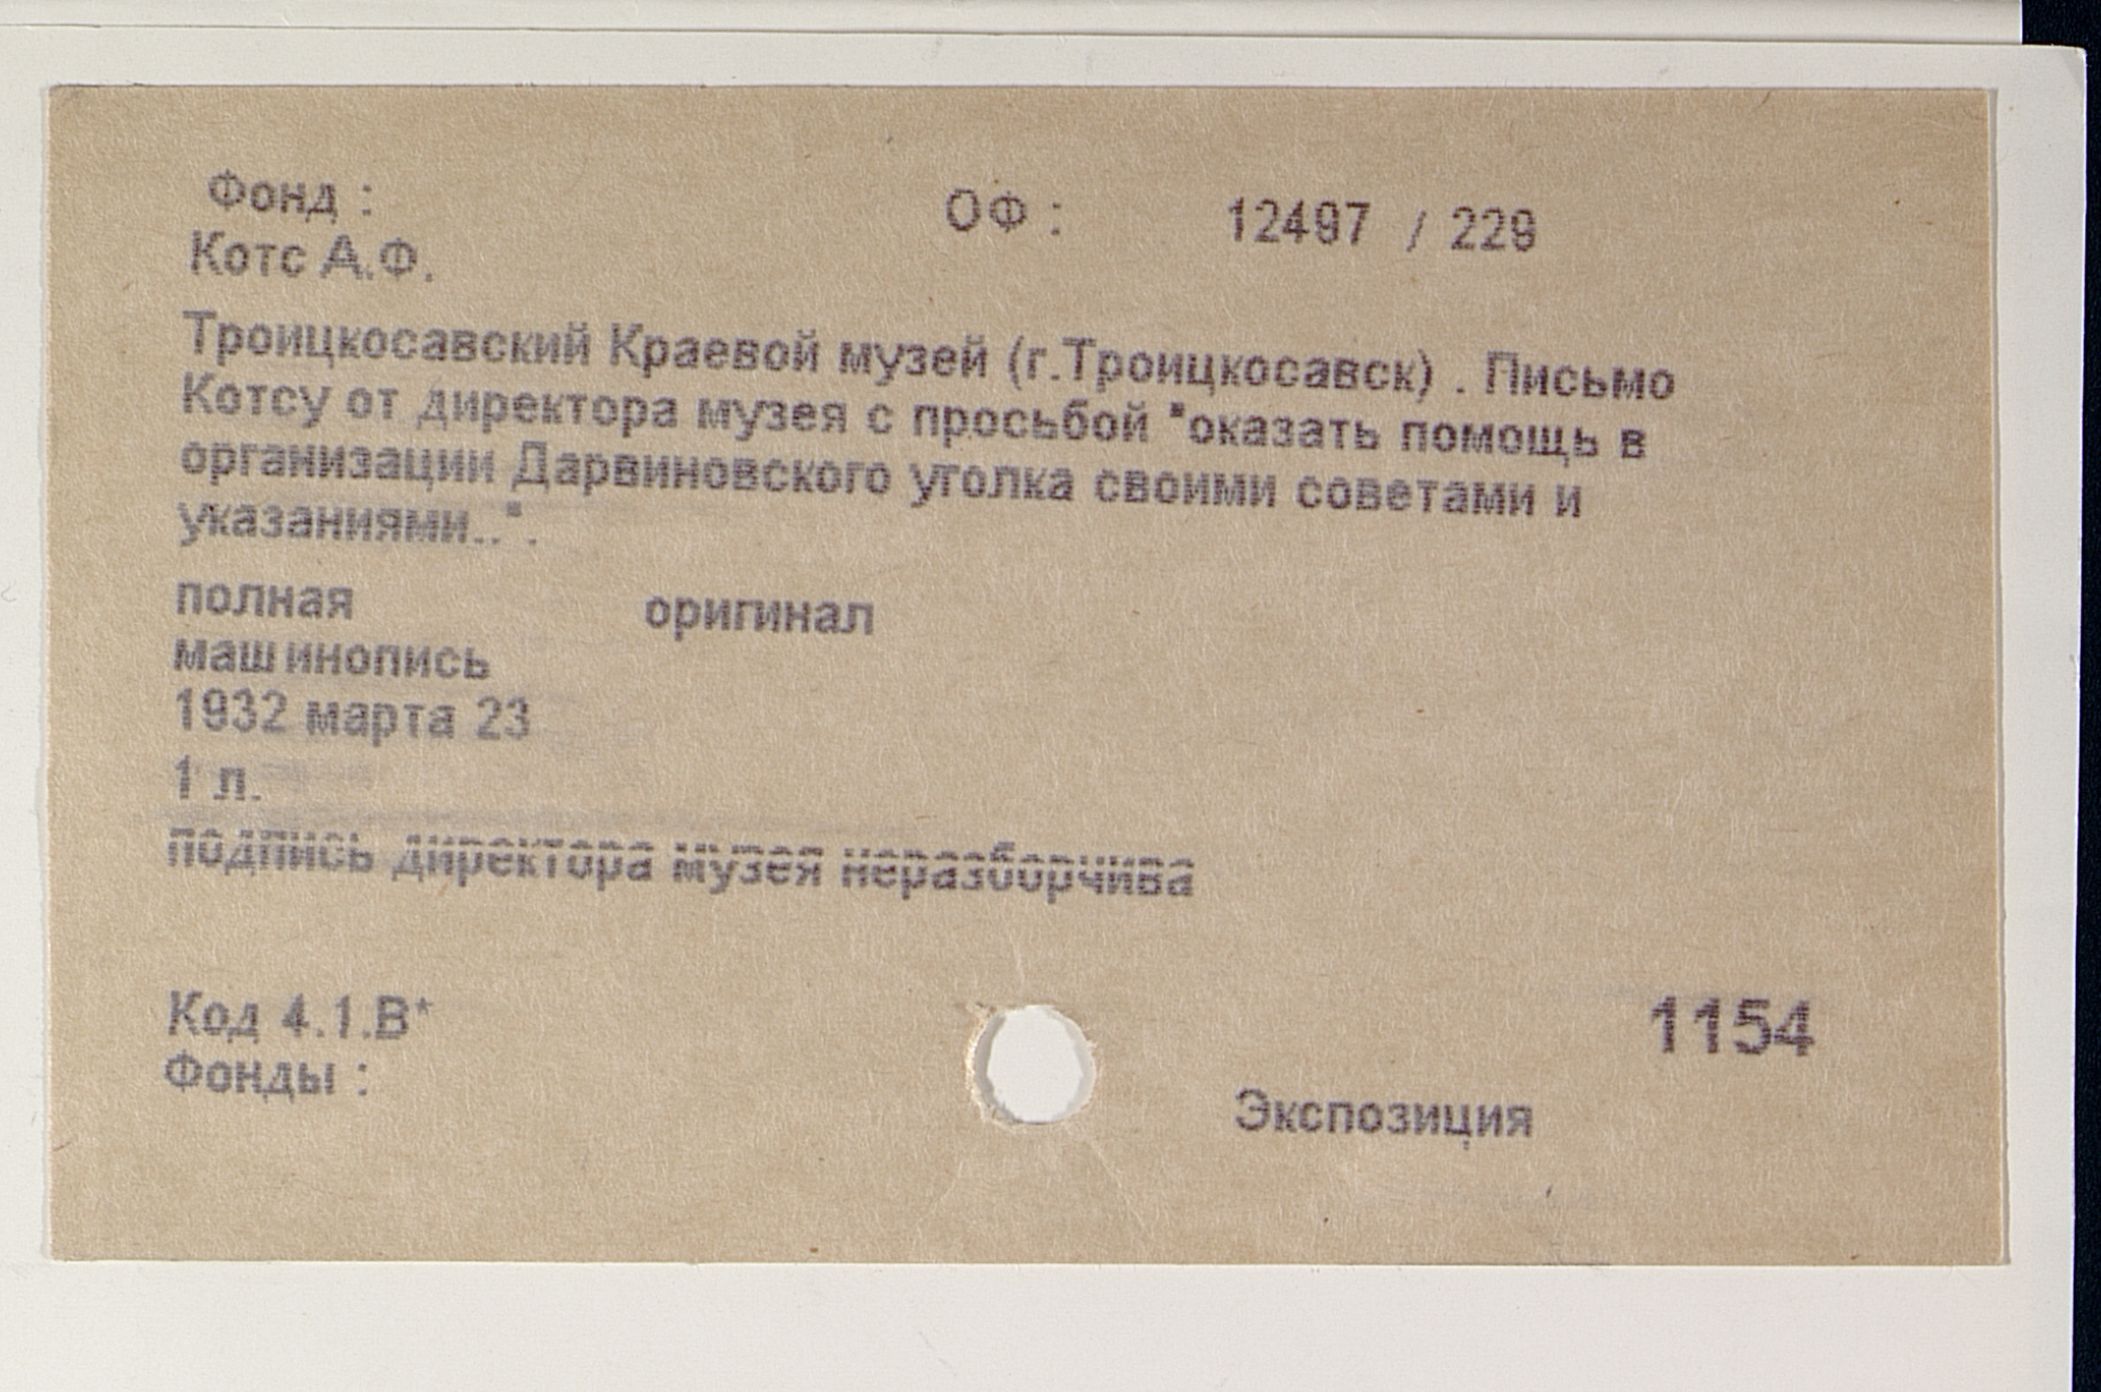 Фонд :
ОФ : 12497 / 229
Котс А.Ф.
Троицкосавский Краевой музей (г.Троицкосавск) . Письмо
Котсу от директора музея с просьбой "оказать помощь в
организации Дарвиновского уголка своими советами и
указаниями..".
полная оригинал
машинопись
1932 марта 23
1 л.
подпись директора музея неразборчива
Код 4.1.В*
1154
Фонды :
Экспозиция